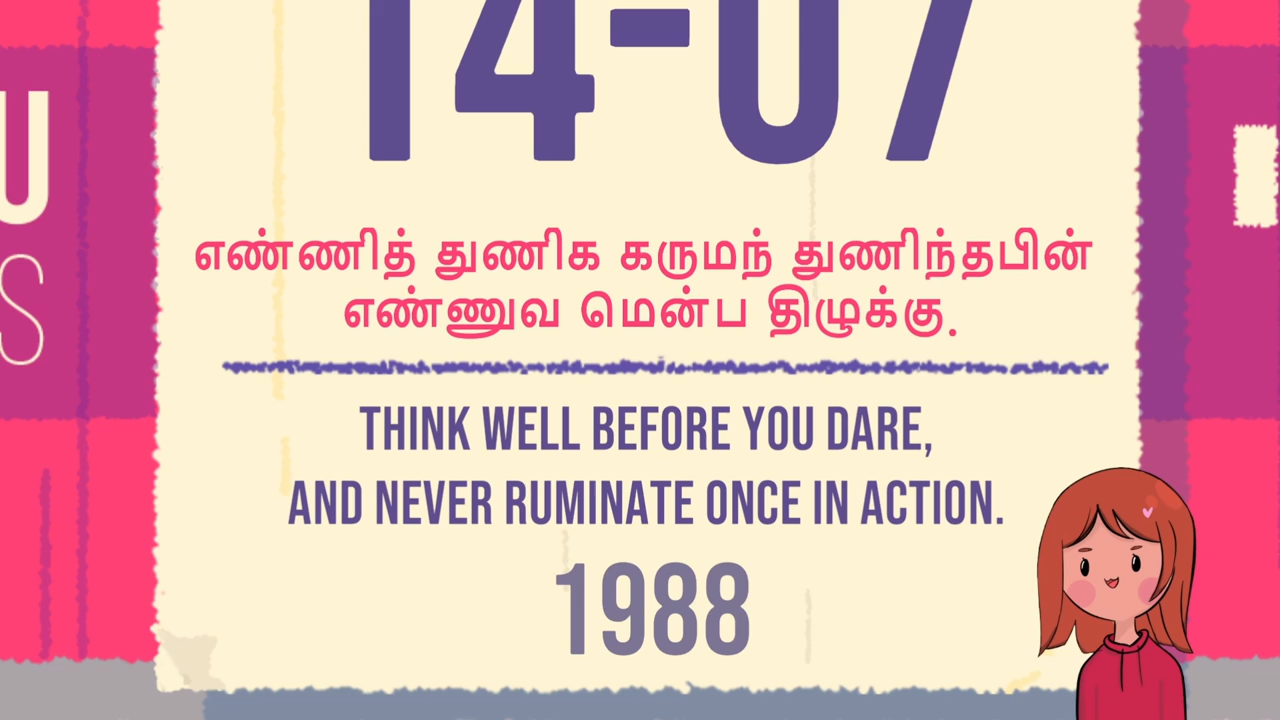 14-07
U
S
எண்ணித் துணிக கருமந் துணிந்தபின்
எண்ணுவ மென்ப திழுக்கு.
THINK WELL BEFORE YOU DARE,
AND NEVER RUMINATE ONCE IN ACTION.
1988